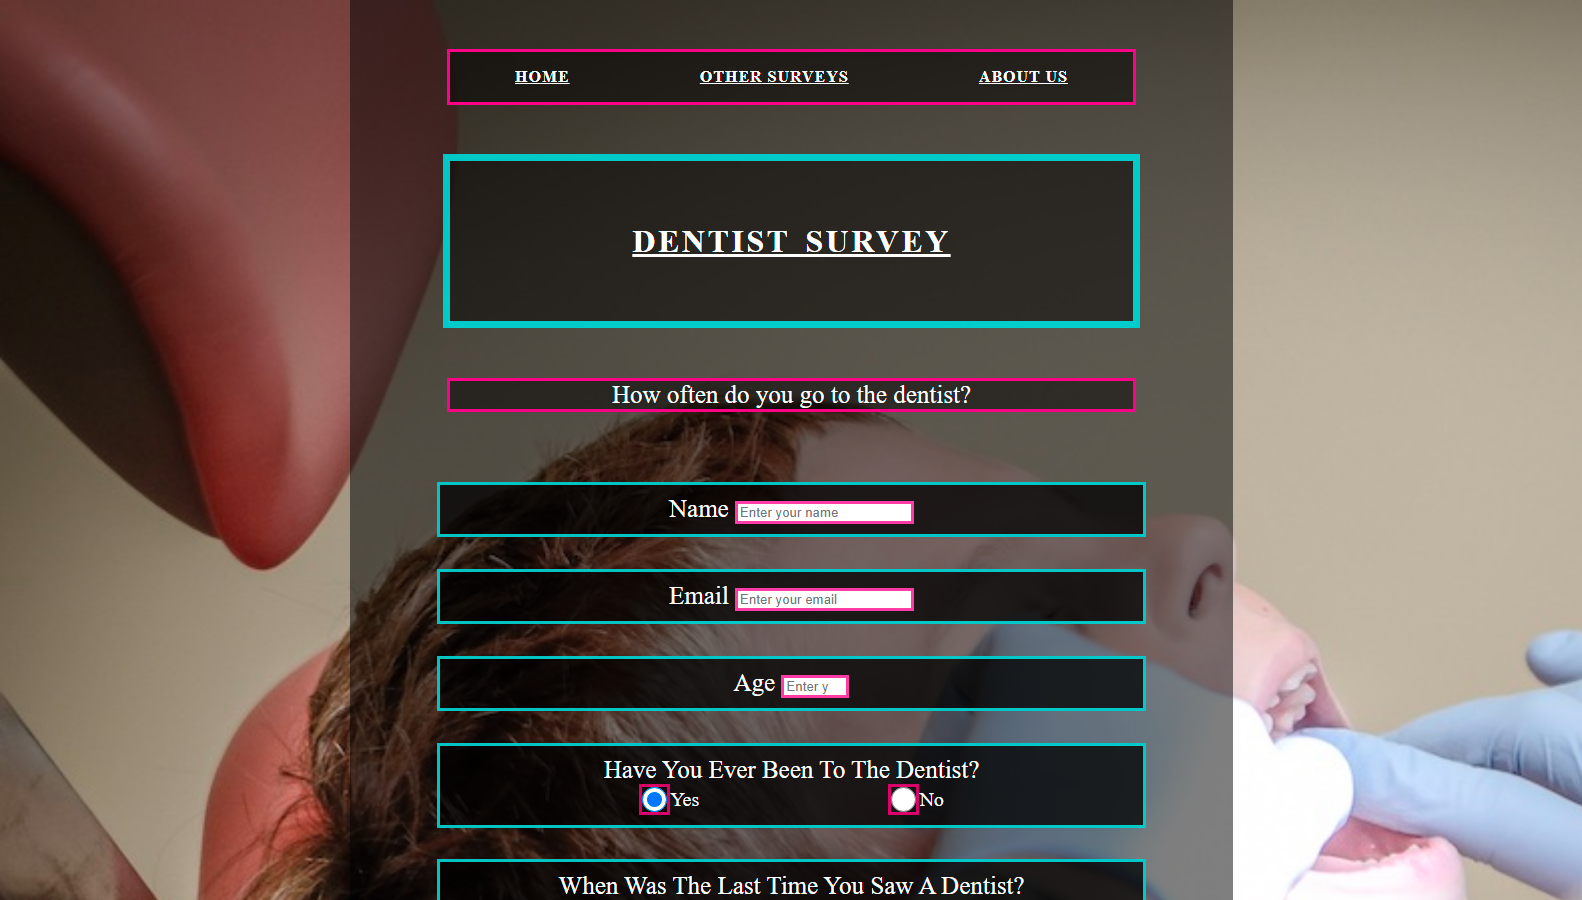 HOME OTHER SURVEYS ABOUT US
DENTIST SURVEY
How often do you go to the dentist?
Name Enter your name
Email Enter your email
Age Enter y
Have You Ever Been To The Dentist?
Yes No
When Was The Last Time You Saw A Dentist?